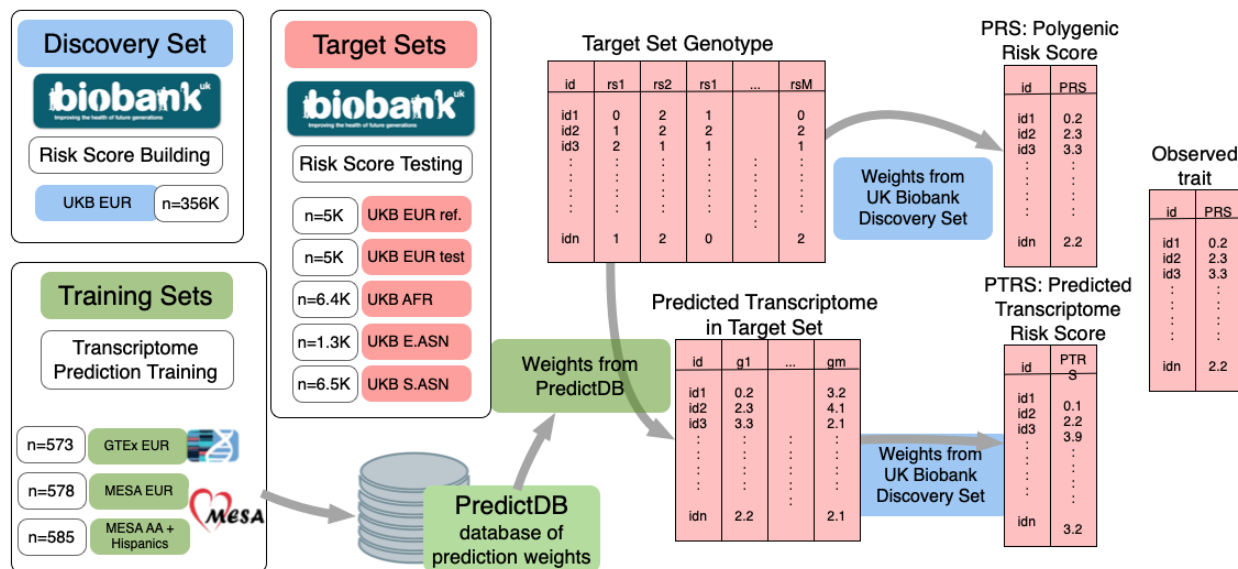 Discovery Set
biobank uk
Improving the health of future generations
Risk Score Building
UKB EUR n=356K
Training Sets
Transcriptome
Prediction Training
n=573 GTEx EUR
n=578 MESA EUR
MESA
n=585 MESA AA +
Hispanics
Target Sets
biobank uk
Improving the health of future generations
Risk Score Testing
n=5K UKB EUR ref.
n=5K UKB EUR test
n=6.4K UKB AFR
n=1.3K UKB E.ASN
n=6.5K UKB S.ASN
PredictDB
database of
prediction weights
Weights from
PredictDB
Target Set Genotype
id rs1 rs2 rs1 ... rsM
id1 0 2 1 0
id2 1 2 2 2
id3 2 1 1 1
idn 1 2 0 2
Weights from
UK Biobank
Discovery Set
PRS: Polygenic
Risk Score
id PRS
id1 0.2
id2 2.3
id3 3.3
idn 2.2
Predicted Transcriptome
in Target Set
id g1 ... gm
id1 0.2 3.2
id2 2.3 4.1
id3 3.3 2.1
idn 2.2 2.1
Weights from
UK Biobank
Discovery Set
PTRS: Predicted
Transcriptome
Risk Score
id PTR
S
id1 0.1
id2 2.2
id3 3.9
idn 3.2
Observed
trait
id PRS
id1 0.2
id2 2.3
id3 3.3
idn 2.2